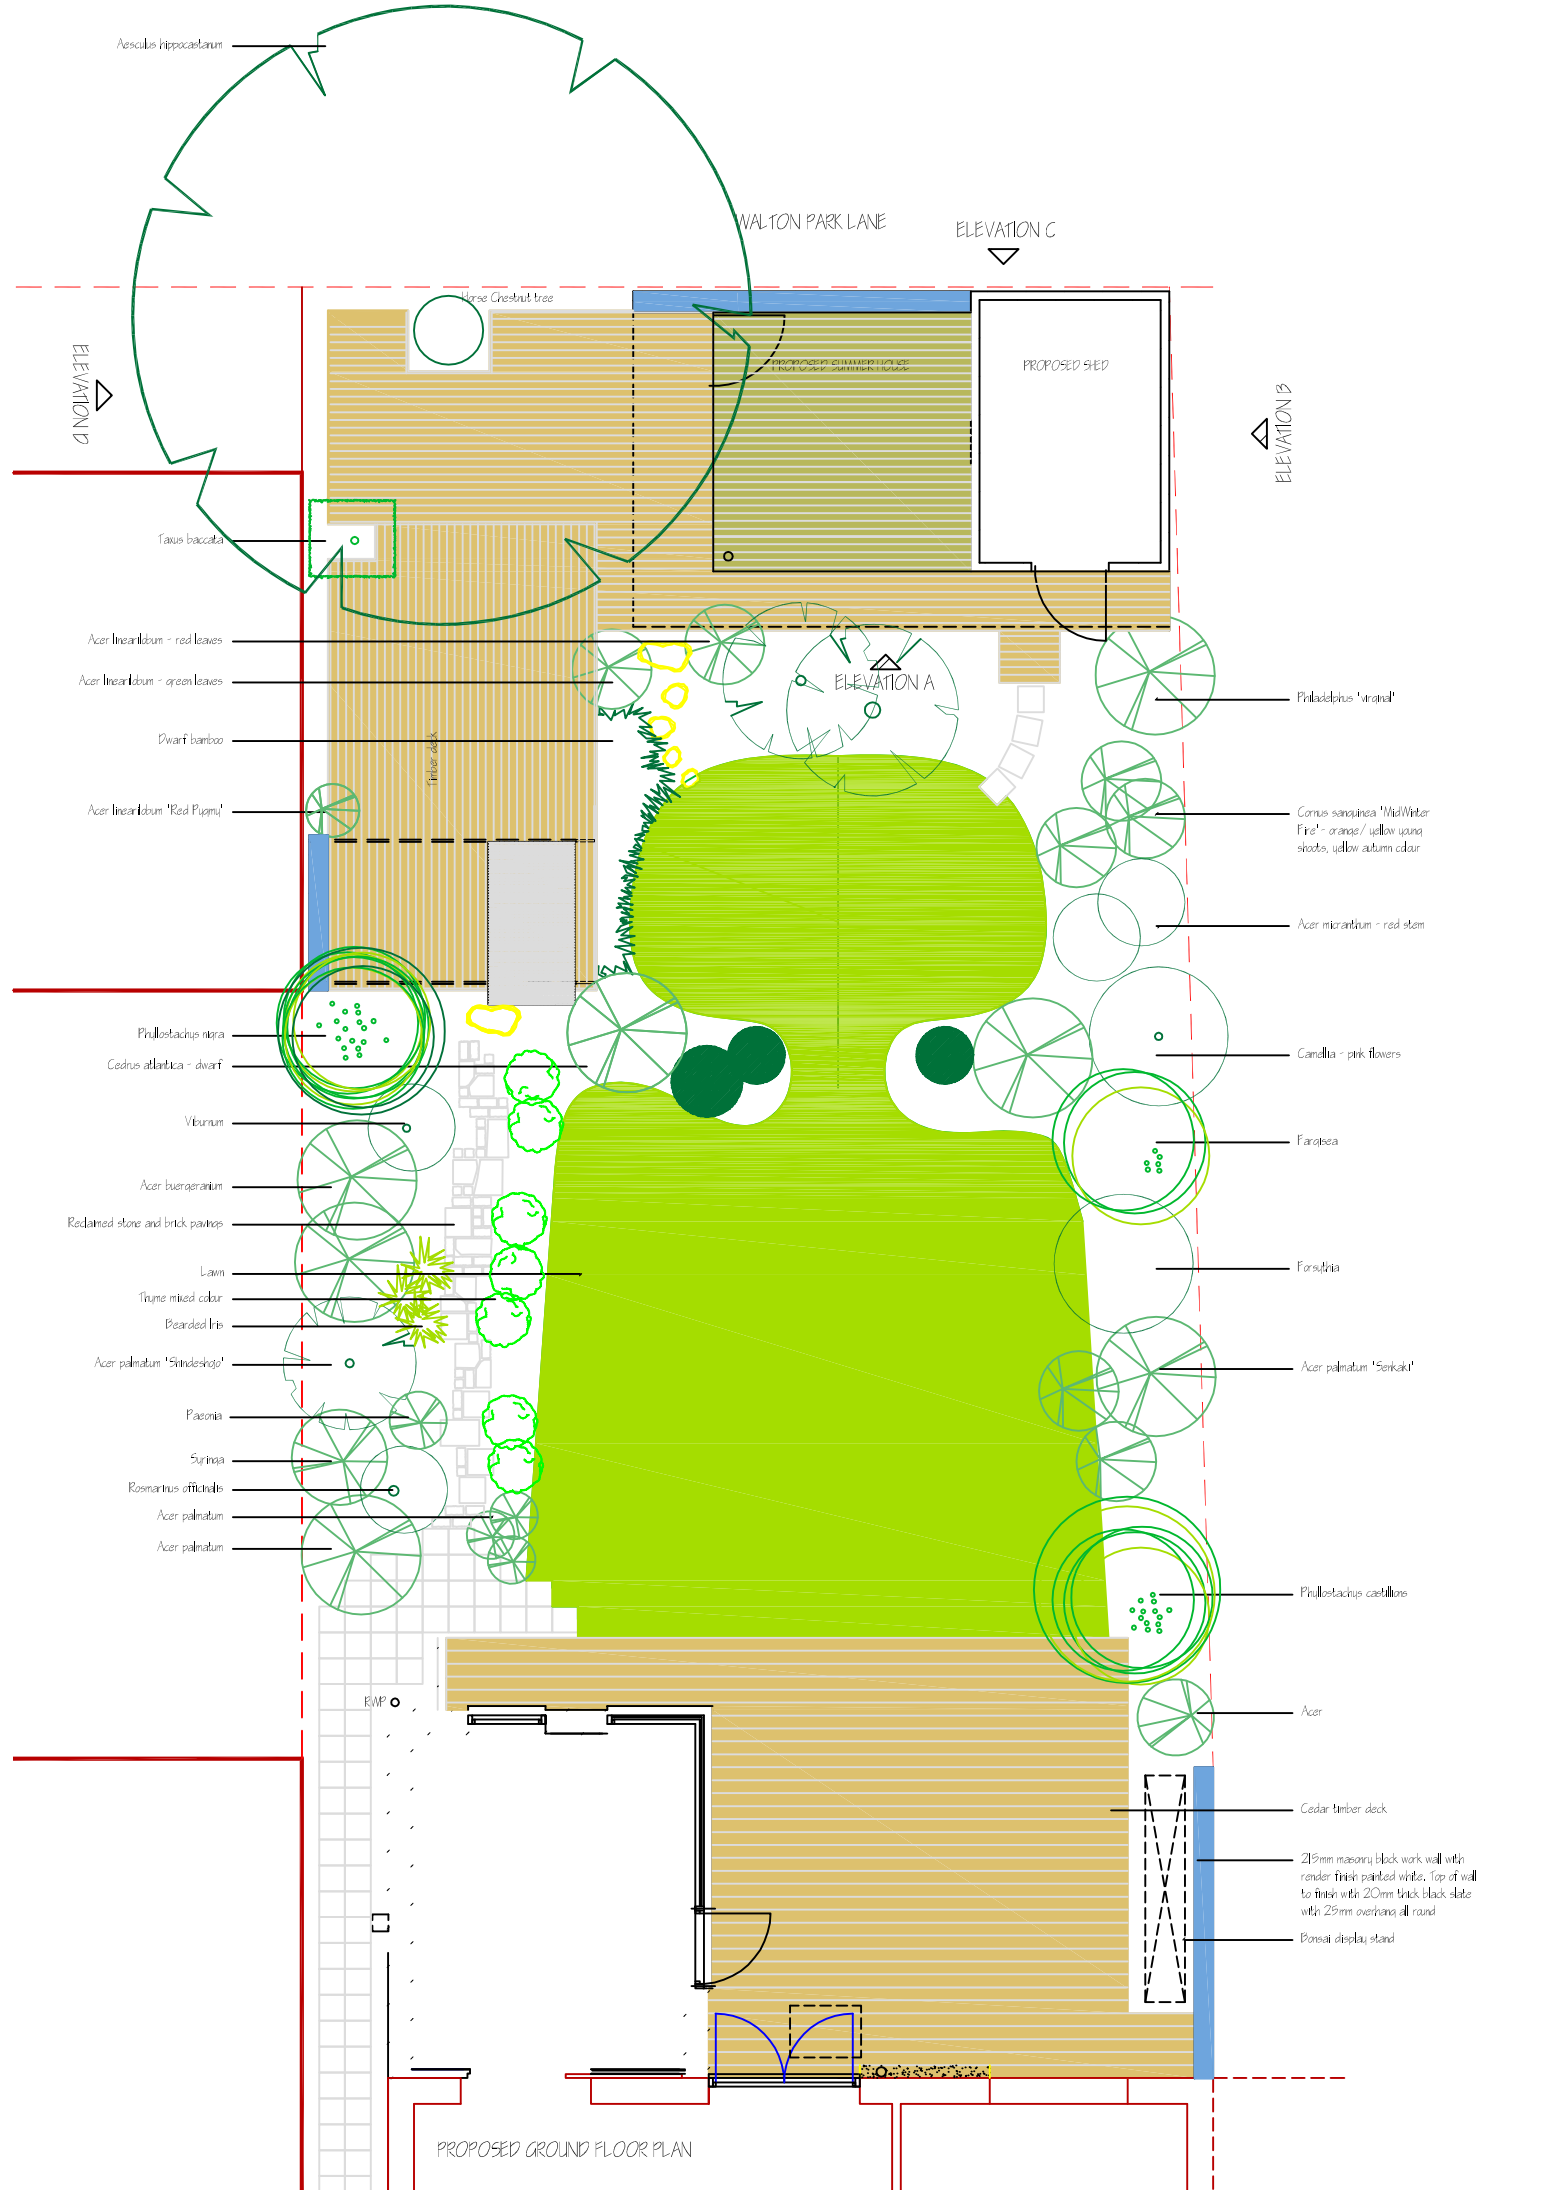 Aesculus hippocastanum
WALTON PARK LANE
ELEVATION C
Horse Chestnut tree
ELEVATION D
PROPOSED SUMMER HOUSE
PROPOSED SHED
ELEVATION B
Taxus baccata
Acer linearilobum - red leaves
Acer linearilobum - green leaves
ELEVATION A
Philadelphus 'virginal'
Dwarf bamboo
Timber deck
Acer linearilobum 'Red Pygmy'
Cornus sanguinea 'MidWinter
Fire' - orange/ yellow young
shoots, yellow autumn colour
Acer micranthum - red stem
Phyllostachys nigra
Cedrus atlantica - dwarf
Camellia - pink flowers
Viburnum
Fargisea
Acer buergeranium
Reclaimed stone and brick pavings
Lawn
Forsythia
Thyme mixed colour
Bearded Iris
Acer palmatum 'Shindeshojo'
Acer palmatum 'Senkaki'
Paeonia
Syringa
Rosmarinus officinalis
Acer palmatum
Acer palmatum
Phyllostachus castillions
RWP
Acer
Cedar timber deck
215mm masonry block work wall with
render finish painted white. Top of wall
to finish with 20mm thick black slate
with 25mm overhang all round
Bonsai display stand
PROPOSED GROUND FLOOR PLAN